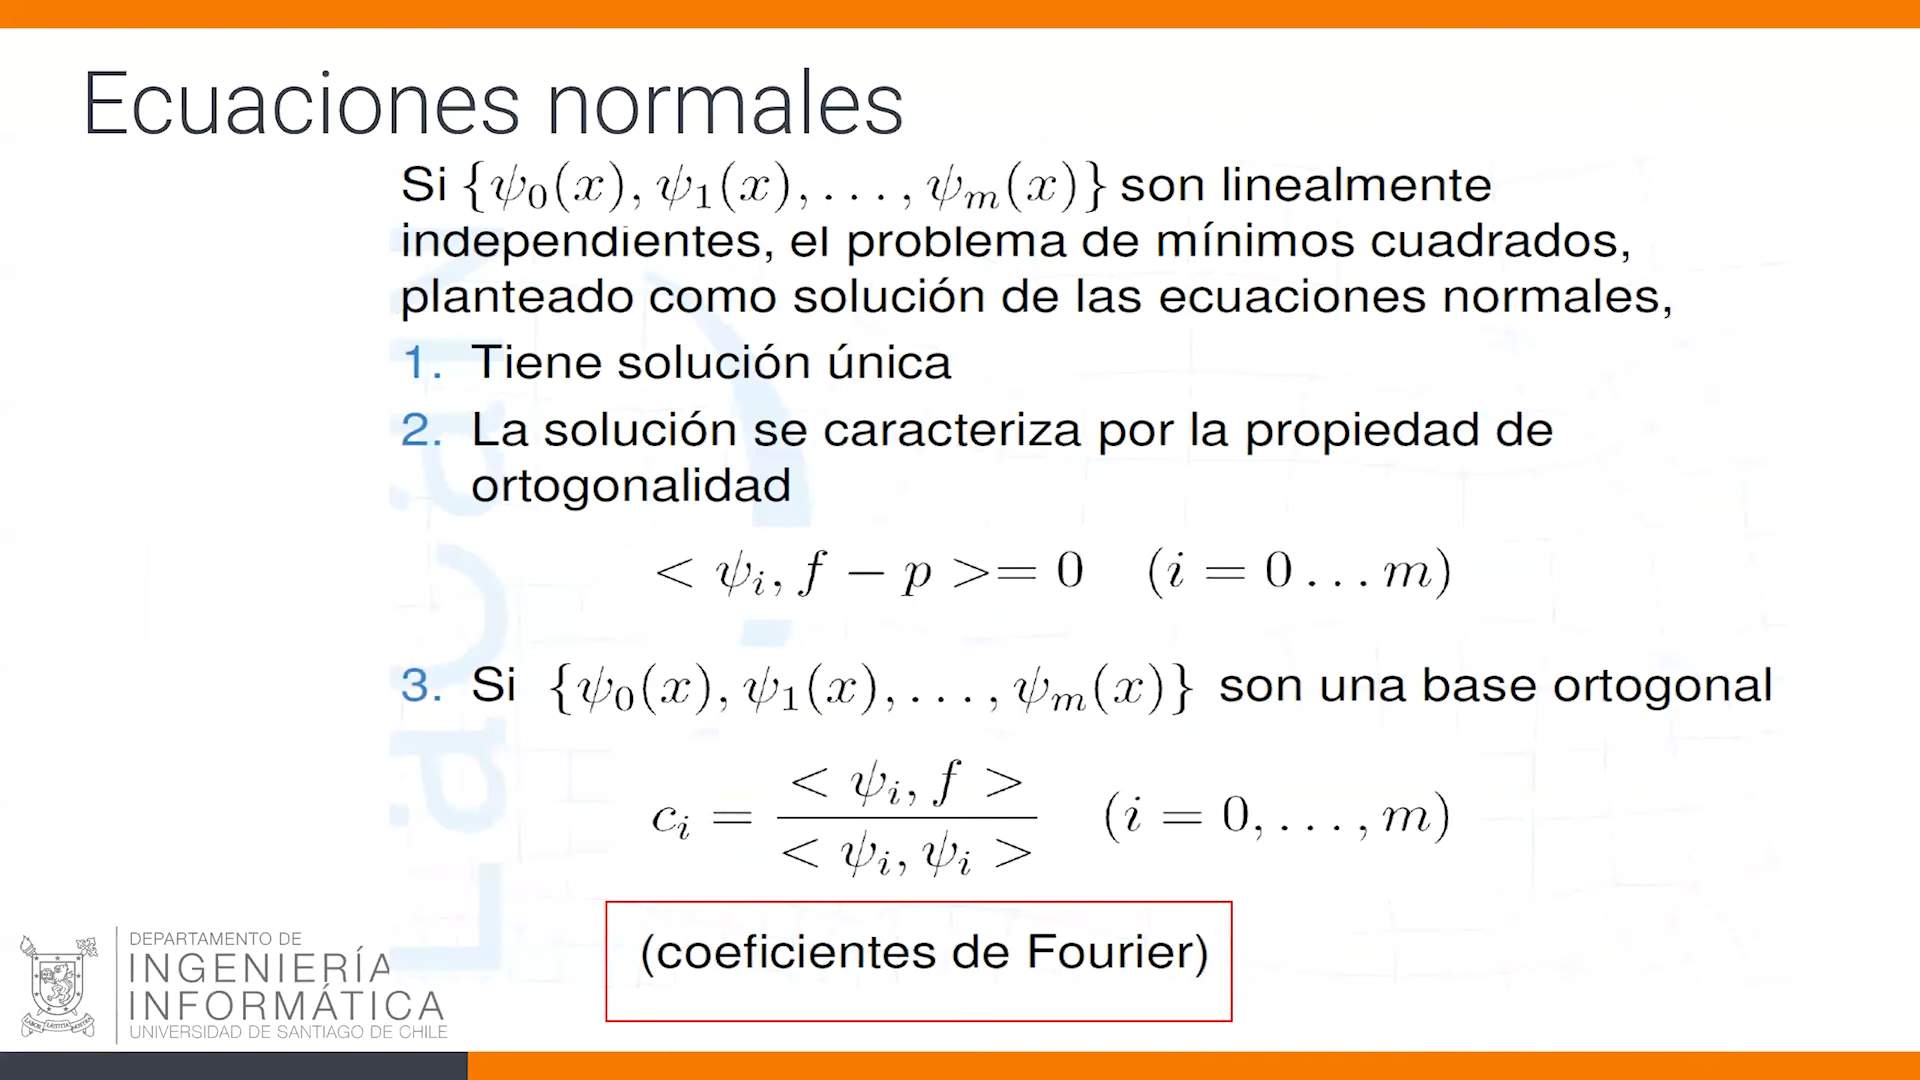 Ecuaciones normales
Si {ψ₀(x), ψ₁(x), . . . , ψₘ(x)} son linealmente
independientes, el problema de mínimos cuadrados,
planteado como solución de las ecuaciones normales,
1. Tiene solución única
2. La solución se caracteriza por la propiedad de
ortogonalidad
< ψᵢ, f − p >= 0 (i = 0 . . . m)
3. Si {ψ₀(x), ψ₁(x), . . . , ψₘ(x)} son una base ortogonal
cᵢ = < ψᵢ, f > / < ψᵢ, ψᵢ > (i = 0, . . . , m)
(coeficientes de Fourier)
DEPARTAMENTO DE
INGENIERÍA
INFORMÁTICA
UNIVERSIDAD DE SANTIAGO DE CHILE